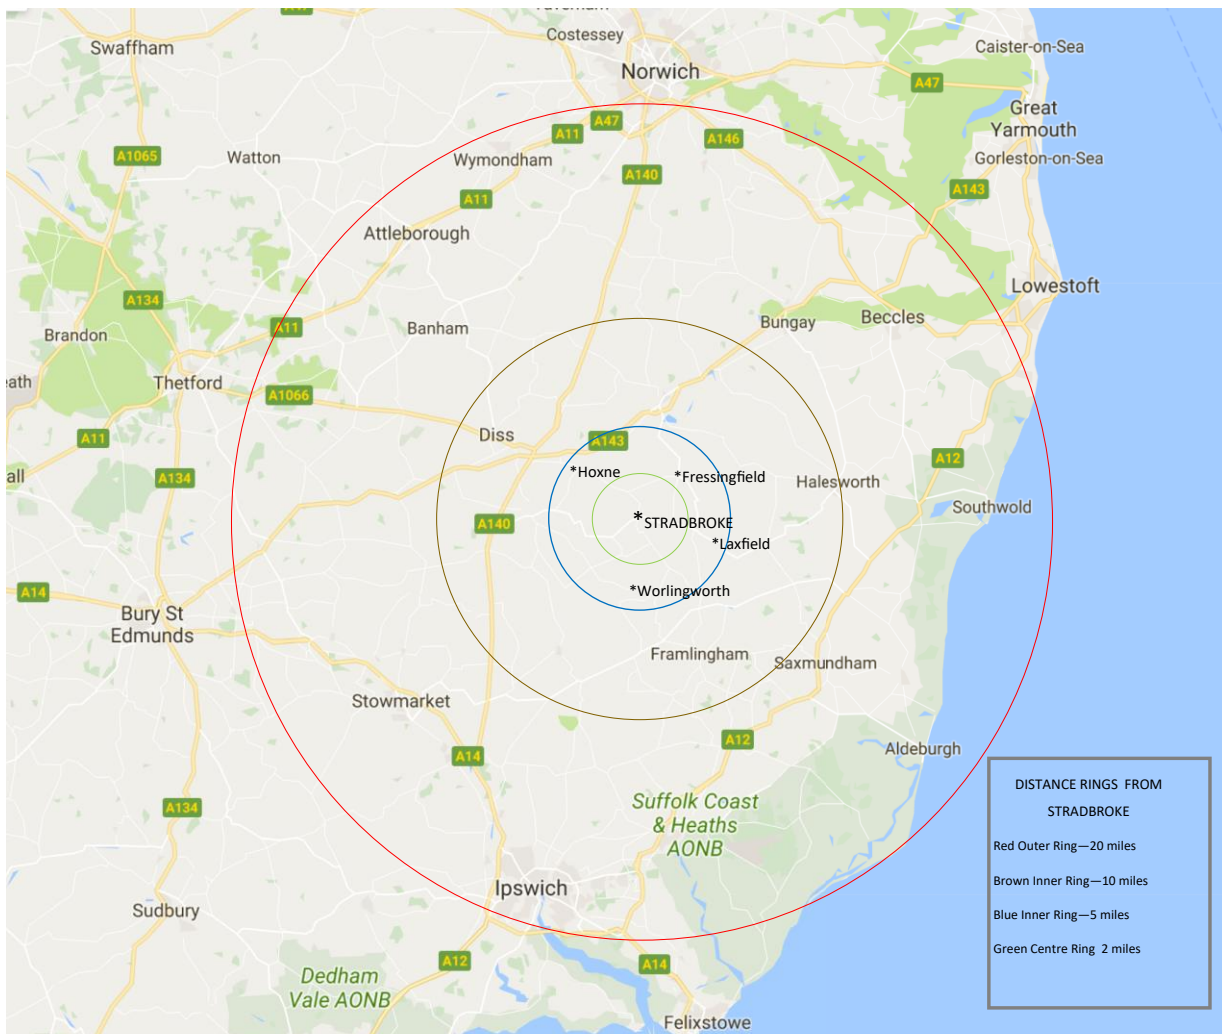 A47
Swaffham
Costessey
Caister-on-Sea
Norwich
A47
Great
Yarmouth
A47
A11
A146
A1065
Watton
Wymondham
Gorleston-on-Sea
A140
A143
A11
Attleborough
Lowestoft
A134
Beccles
Bungay
A11
Banham
Brandon
eath
Thetford
A1066
Diss
A11
A143
A12
all
A134
*Hoxne
*Fressingfield
Halesworth
Southwold
A140
*STRADBROKE
*Laxfield
A14
*Worlingworth
Bury St
Edmunds
Framlingham
Saxmundham
Stowmarket
A12
Aldeburgh
A14
A134
Suffolk Coast
& Heaths
AONB
Ipswich
Sudbury
A12
A14
Dedham
Vale AONB
Felixstowe
DISTANCE RINGS FROM
STRADBROKE
Red Outer Ring—20 miles
Brown Inner Ring—10 miles
Blue Inner Ring—5 miles
Green Centre Ring 2 miles